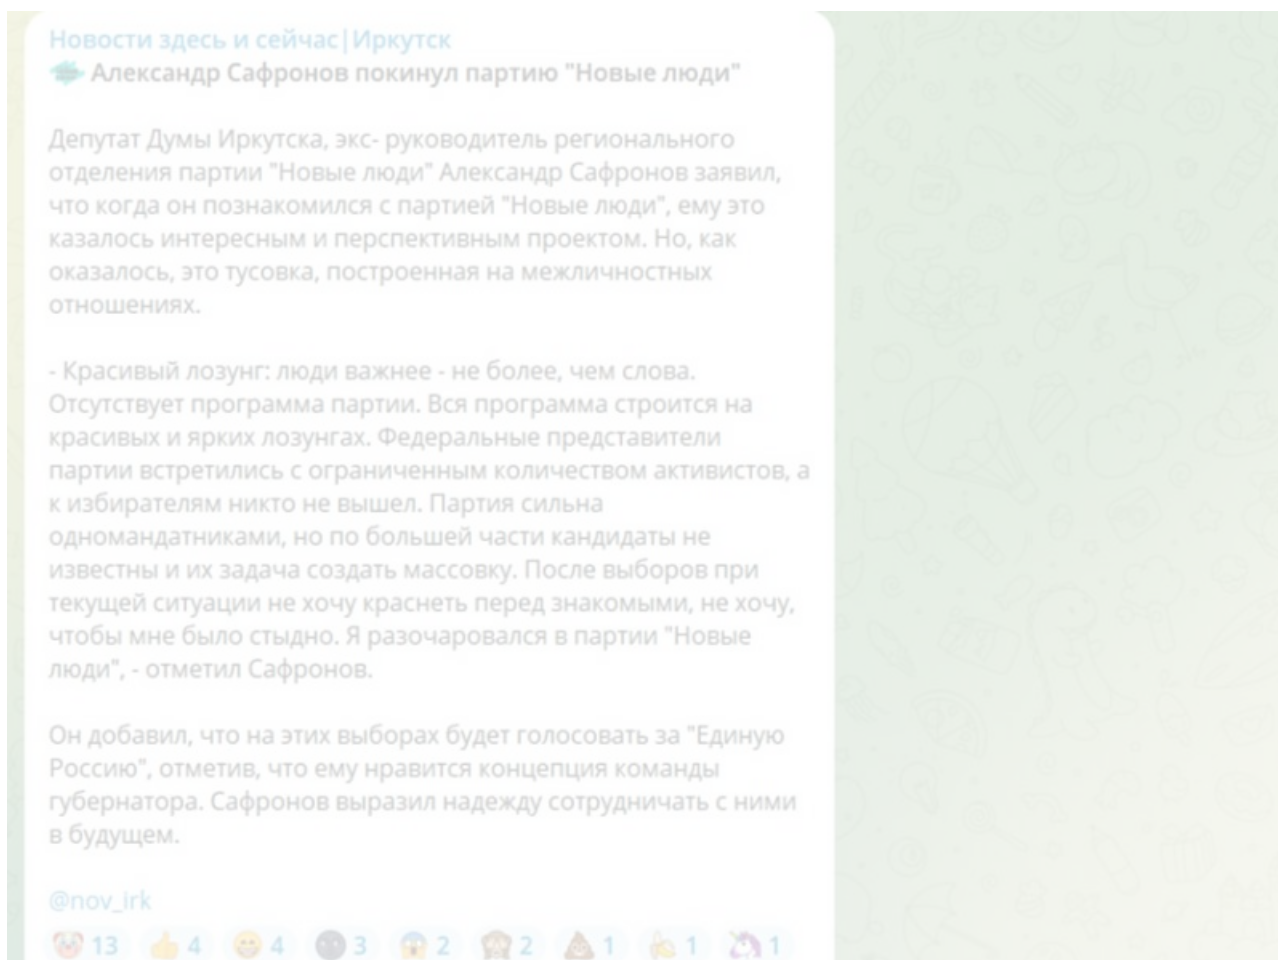 Новости здесь и сейчас|Иркутск
Александр Сафронов покинул партию "Новые люди"
Депутат Думы Иркутска, экс- руководитель регионального
отделения партии "Новые люди" Александр Сафронов заявил,
что когда он познакомился с партией "Новые люди", ему это
казалось интересным и перспективным проектом. Но, как
оказалось, это тусовка, построенная на межличностных
отношениях.
- Красивый лозунг: люди важнее - не более, чем слова.
Отсутствует программа партии. Вся программа строится на
красивых и ярких лозунгах. Федеральные представители
партии встретились с ограниченным количеством активистов, а
к избирателям никто не вышел. Партия сильна
одномандатниками, но по большей части кандидаты не
известны и их задача создать массовку. После выборов при
текущей ситуации не хочу краснеть перед знакомыми, не хочу,
чтобы мне было стыдно. Я разочаровался в партии "Новые
люди", - отметил Сафронов.
Он добавил, что на этих выборах будет голосовать за "Единую
Россию", отметив, что ему нравится концепция команды
губернатора. Сафронов выразил надежду сотрудничать с ними
в будущем.
@nov_irk
13 4 4 3 2 2 1 1 1